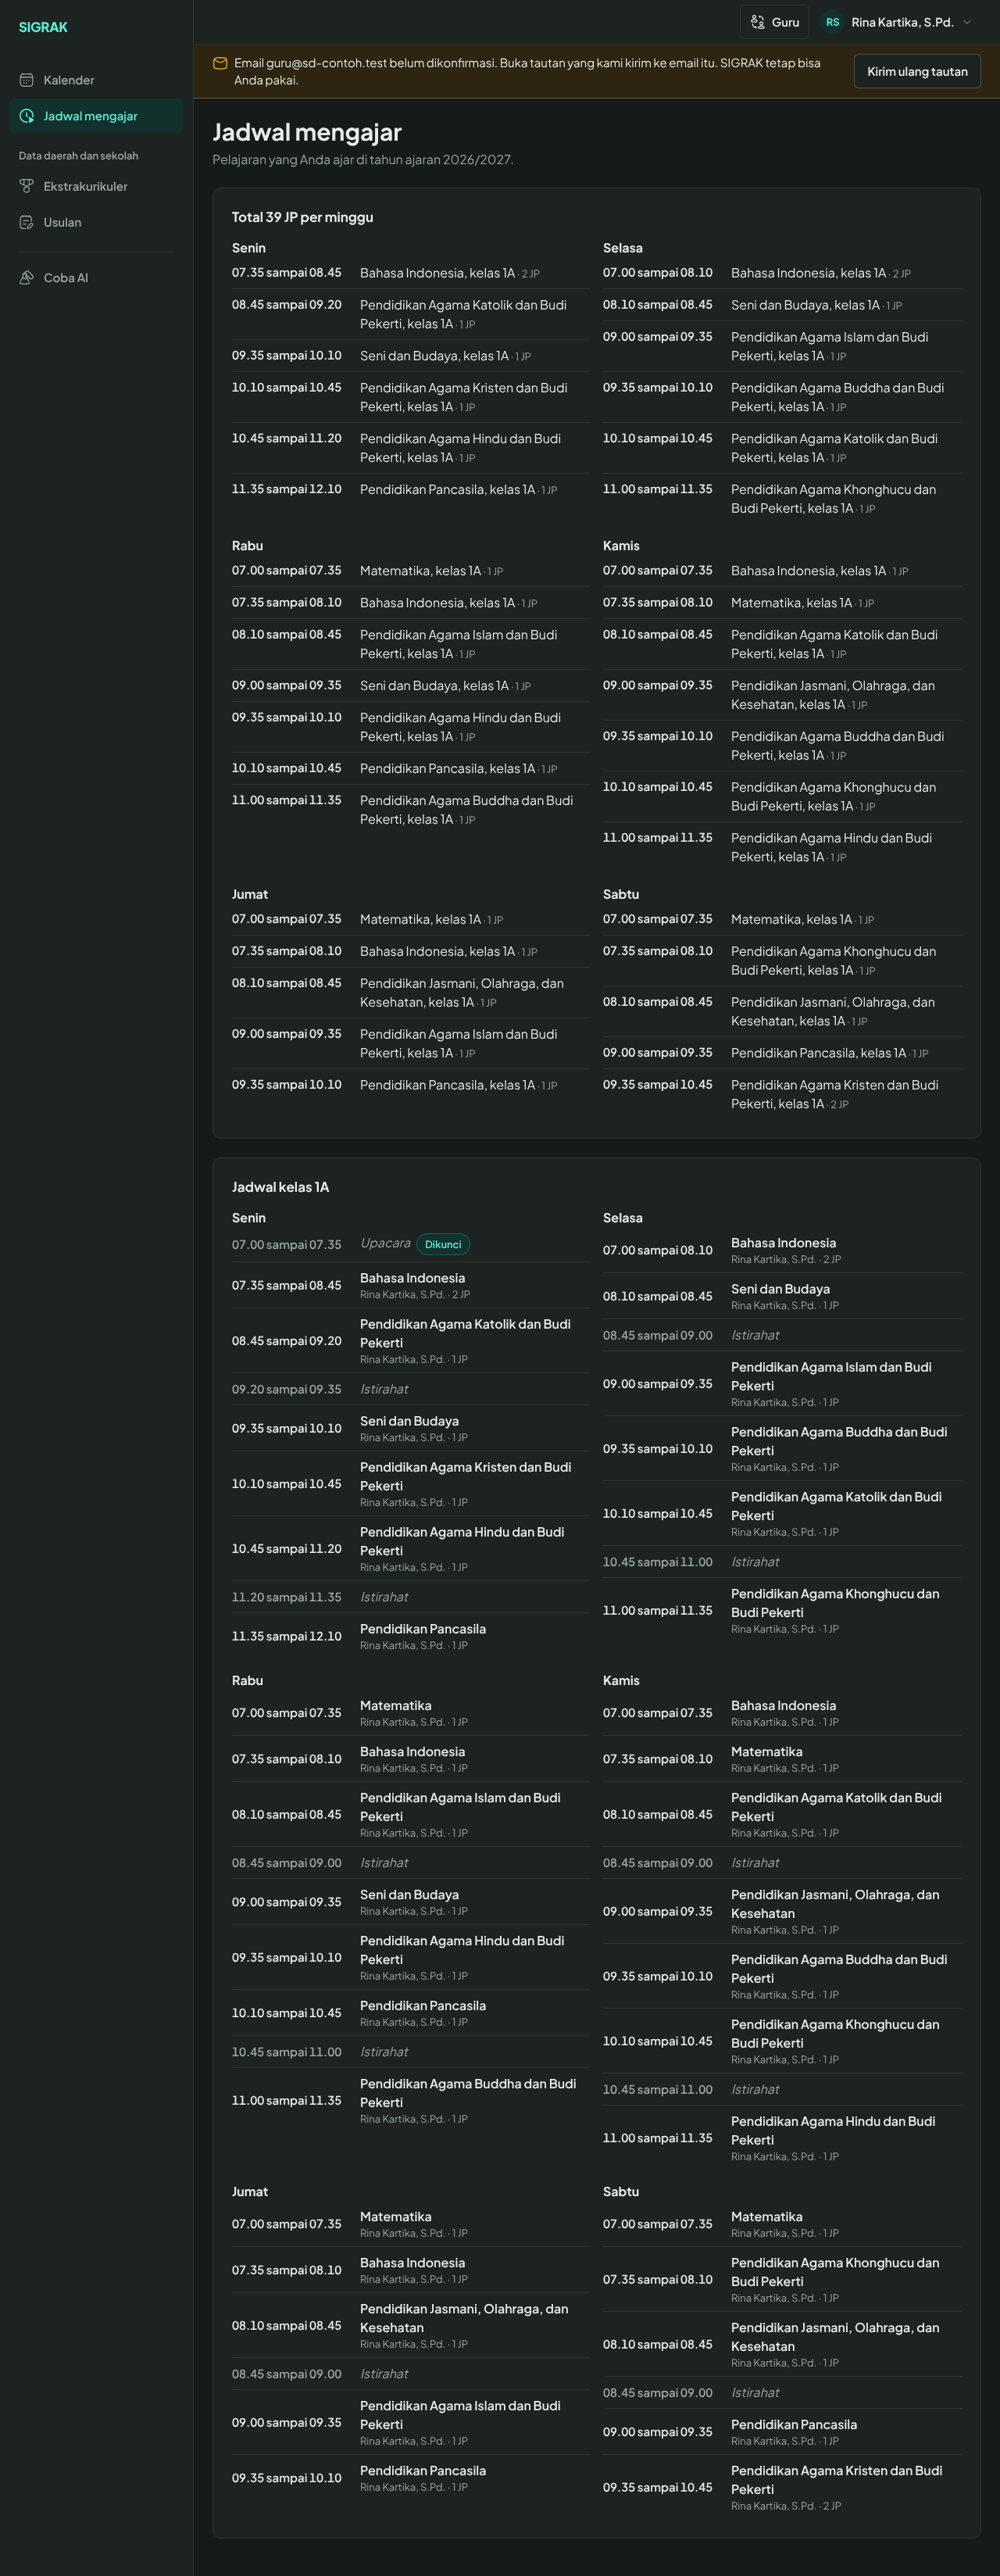 SIGRAK
Kalender
Jadwal mengajar
Data daerah dan sekolah
Ekstrakurikuler
Usulan
Coba AI
Guru
RS
Rina Kartika, S.Pd.
Email guru@sd-contoh.test belum dikonfirmasi. Buka tautan yang kami kirim ke email itu. SIGRAK tetap bisa
Anda pakai.
Kirim ulang tautan
Jadwal mengajar
Pelajaran yang Anda ajar di tahun ajaran 2026/2027.
Total 39 JP per minggu
Senin
07.35 sampai 08.45 Bahasa Indonesia, kelas 1A · 2 JP
08.45 sampai 09.20 Pendidikan Agama Katolik dan Budi
Pekerti, kelas 1A · 1 JP
09.35 sampai 10.10 Seni dan Budaya, kelas 1A · 1 JP
10.10 sampai 10.45 Pendidikan Agama Kristen dan Budi
Pekerti, kelas 1A · 1 JP
10.45 sampai 11.20 Pendidikan Agama Hindu dan Budi
Pekerti, kelas 1A · 1 JP
11.35 sampai 12.10 Pendidikan Pancasila, kelas 1A · 1 JP
Selasa
07.00 sampai 08.10 Bahasa Indonesia, kelas 1A · 2 JP
08.10 sampai 08.45 Seni dan Budaya, kelas 1A · 1 JP
09.00 sampai 09.35 Pendidikan Agama Islam dan Budi
Pekerti, kelas 1A · 1 JP
09.35 sampai 10.10 Pendidikan Agama Buddha dan Budi
Pekerti, kelas 1A · 1 JP
10.10 sampai 10.45 Pendidikan Agama Katolik dan Budi
Pekerti, kelas 1A · 1 JP
11.00 sampai 11.35 Pendidikan Agama Khonghucu dan
Budi Pekerti, kelas 1A · 1 JP
Rabu
07.00 sampai 07.35 Matematika, kelas 1A · 1 JP
07.35 sampai 08.10 Bahasa Indonesia, kelas 1A · 1 JP
08.10 sampai 08.45 Pendidikan Agama Islam dan Budi
Pekerti, kelas 1A · 1 JP
09.00 sampai 09.35 Seni dan Budaya, kelas 1A · 1 JP
09.35 sampai 10.10 Pendidikan Agama Hindu dan Budi
Pekerti, kelas 1A · 1 JP
10.10 sampai 10.45 Pendidikan Pancasila, kelas 1A · 1 JP
11.00 sampai 11.35 Pendidikan Agama Buddha dan Budi
Pekerti, kelas 1A · 1 JP
Kamis
07.00 sampai 07.35 Bahasa Indonesia, kelas 1A · 1 JP
07.35 sampai 08.10 Matematika, kelas 1A · 1 JP
08.10 sampai 08.45 Pendidikan Agama Katolik dan Budi
Pekerti, kelas 1A · 1 JP
09.00 sampai 09.35 Pendidikan Jasmani, Olahraga, dan
Kesehatan, kelas 1A · 1 JP
09.35 sampai 10.10 Pendidikan Agama Buddha dan Budi
Pekerti, kelas 1A · 1 JP
10.10 sampai 10.45 Pendidikan Agama Khonghucu dan
Budi Pekerti, kelas 1A · 1 JP
11.00 sampai 11.35 Pendidikan Agama Hindu dan Budi
Pekerti, kelas 1A · 1 JP
Jumat
07.00 sampai 07.35 Matematika, kelas 1A · 1 JP
07.35 sampai 08.10 Bahasa Indonesia, kelas 1A · 1 JP
08.10 sampai 08.45 Pendidikan Jasmani, Olahraga, dan
Kesehatan, kelas 1A · 1 JP
09.00 sampai 09.35 Pendidikan Agama Islam dan Budi
Pekerti, kelas 1A · 1 JP
09.35 sampai 10.10 Pendidikan Pancasila, kelas 1A · 1 JP
Sabtu
07.00 sampai 07.35 Matematika, kelas 1A · 1 JP
07.35 sampai 08.10 Pendidikan Agama Khonghucu dan
Budi Pekerti, kelas 1A · 1 JP
08.10 sampai 08.45 Pendidikan Jasmani, Olahraga, dan
Kesehatan, kelas 1A · 1 JP
09.00 sampai 09.35 Pendidikan Pancasila, kelas 1A · 1 JP
09.35 sampai 10.45 Pendidikan Agama Kristen dan Budi
Pekerti, kelas 1A · 2 JP
Jadwal kelas 1A
Senin
07.00 sampai 07.35 Upacara Dikunci
07.35 sampai 08.45 Bahasa Indonesia
Rina Kartika, S.Pd. · 2 JP
08.45 sampai 09.20 Pendidikan Agama Katolik dan Budi
Pekerti
Rina Kartika, S.Pd. · 1 JP
09.20 sampai 09.35 Istirahat
09.35 sampai 10.10 Seni dan Budaya
Rina Kartika, S.Pd. · 1 JP
10.10 sampai 10.45 Pendidikan Agama Kristen dan Budi
Pekerti
Rina Kartika, S.Pd. · 1 JP
10.45 sampai 11.20 Pendidikan Agama Hindu dan Budi
Pekerti
Rina Kartika, S.Pd. · 1 JP
11.20 sampai 11.35 Istirahat
11.35 sampai 12.10 Pendidikan Pancasila
Rina Kartika, S.Pd. · 1 JP
Selasa
07.00 sampai 08.10 Bahasa Indonesia
Rina Kartika, S.Pd. · 2 JP
08.10 sampai 08.45 Seni dan Budaya
Rina Kartika, S.Pd. · 1 JP
08.45 sampai 09.00 Istirahat
09.00 sampai 09.35 Pendidikan Agama Islam dan Budi
Pekerti
Rina Kartika, S.Pd. · 1 JP
09.35 sampai 10.10 Pendidikan Agama Buddha dan Budi
Pekerti
Rina Kartika, S.Pd. · 1 JP
10.10 sampai 10.45 Pendidikan Agama Katolik dan Budi
Pekerti
Rina Kartika, S.Pd. · 1 JP
10.45 sampai 11.00 Istirahat
11.00 sampai 11.35 Pendidikan Agama Khonghucu dan
Budi Pekerti
Rina Kartika, S.Pd. · 1 JP
Rabu
07.00 sampai 07.35 Matematika
Rina Kartika, S.Pd. · 1 JP
07.35 sampai 08.10 Bahasa Indonesia
Rina Kartika, S.Pd. · 1 JP
08.10 sampai 08.45 Pendidikan Agama Islam dan Budi
Pekerti
Rina Kartika, S.Pd. · 1 JP
08.45 sampai 09.00 Istirahat
09.00 sampai 09.35 Seni dan Budaya
Rina Kartika, S.Pd. · 1 JP
09.35 sampai 10.10 Pendidikan Agama Hindu dan Budi
Pekerti
Rina Kartika, S.Pd. · 1 JP
10.10 sampai 10.45 Pendidikan Pancasila
Rina Kartika, S.Pd. · 1 JP
10.45 sampai 11.00 Istirahat
11.00 sampai 11.35 Pendidikan Agama Buddha dan Budi
Pekerti
Rina Kartika, S.Pd. · 1 JP
Kamis
07.00 sampai 07.35 Bahasa Indonesia
Rina Kartika, S.Pd. · 1 JP
07.35 sampai 08.10 Matematika
Rina Kartika, S.Pd. · 1 JP
08.10 sampai 08.45 Pendidikan Agama Katolik dan Budi
Pekerti
Rina Kartika, S.Pd. · 1 JP
08.45 sampai 09.00 Istirahat
09.00 sampai 09.35 Pendidikan Jasmani, Olahraga, dan
Kesehatan
Rina Kartika, S.Pd. · 1 JP
09.35 sampai 10.10 Pendidikan Agama Buddha dan Budi
Pekerti
Rina Kartika, S.Pd. · 1 JP
10.10 sampai 10.45 Pendidikan Agama Khonghucu dan
Budi Pekerti
Rina Kartika, S.Pd. · 1 JP
10.45 sampai 11.00 Istirahat
11.00 sampai 11.35 Pendidikan Agama Hindu dan Budi
Pekerti
Rina Kartika, S.Pd. · 1 JP
Jumat
07.00 sampai 07.35 Matematika
Rina Kartika, S.Pd. · 1 JP
07.35 sampai 08.10 Bahasa Indonesia
Rina Kartika, S.Pd. · 1 JP
08.10 sampai 08.45 Pendidikan Jasmani, Olahraga, dan
Kesehatan
Rina Kartika, S.Pd. · 1 JP
08.45 sampai 09.00 Istirahat
09.00 sampai 09.35 Pendidikan Agama Islam dan Budi
Pekerti
Rina Kartika, S.Pd. · 1 JP
09.35 sampai 10.10 Pendidikan Pancasila
Rina Kartika, S.Pd. · 1 JP
Sabtu
07.00 sampai 07.35 Matematika
Rina Kartika, S.Pd. · 1 JP
07.35 sampai 08.10 Pendidikan Agama Khonghucu dan
Budi Pekerti
Rina Kartika, S.Pd. · 1 JP
08.10 sampai 08.45 Pendidikan Jasmani, Olahraga, dan
Kesehatan
Rina Kartika, S.Pd. · 1 JP
08.45 sampai 09.00 Istirahat
09.00 sampai 09.35 Pendidikan Pancasila
Rina Kartika, S.Pd. · 1 JP
09.35 sampai 10.45 Pendidikan Agama Kristen dan Budi
Pekerti
Rina Kartika, S.Pd. · 2 JP